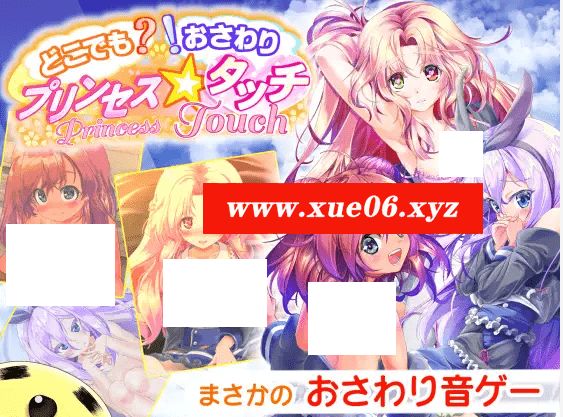 どこでも?!おさわり
プリンセス☆タッチ
Princess Touch
www.xue06.xyz
まさかの おさわり音ゲー